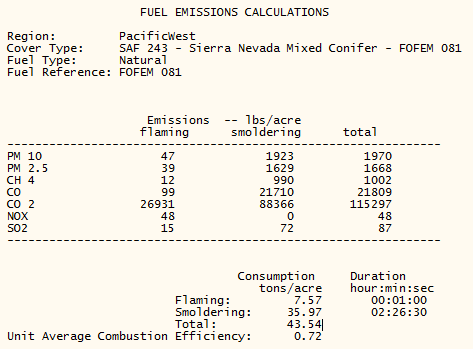 FUEL EMISSIONS CALCULATIONS
Region: PacificWest
Cover Type: SAF 243 - Sierra Nevada Mixed Conifer - FOFEM 081
Fuel Type: Natural
Fuel Reference: FOFEM 081
Emissions -- lbs/acre
flaming smoldering total
-------------------------------------------------------------
PM 10 47 1923 1970
PM 2.5 39 1629 1668
CH 4 12 990 1002
CO 99 21710 21809
CO 2 26931 88366 115297
NOX 48 0 48
SO2 15 72 87
-------------------------------------------------------------
Consumption Duration
tons/acre hour:min:sec
Flaming: 7.57 00:01:00
Smoldering: 35.97 02:26:30
Total: 43.54
Unit Average Combustion Efficiency: 0.72